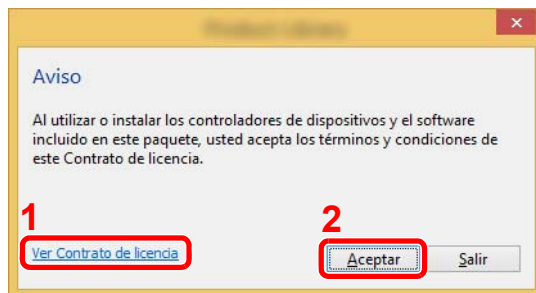 Aviso
Al utilizar o instalar los controladores de dispositivos y el software
incluido en este paquete, usted acepta los términos y condiciones de
este Contrato de licencia.
1
2
Ver Contrato de licencia
Aceptar
Salir